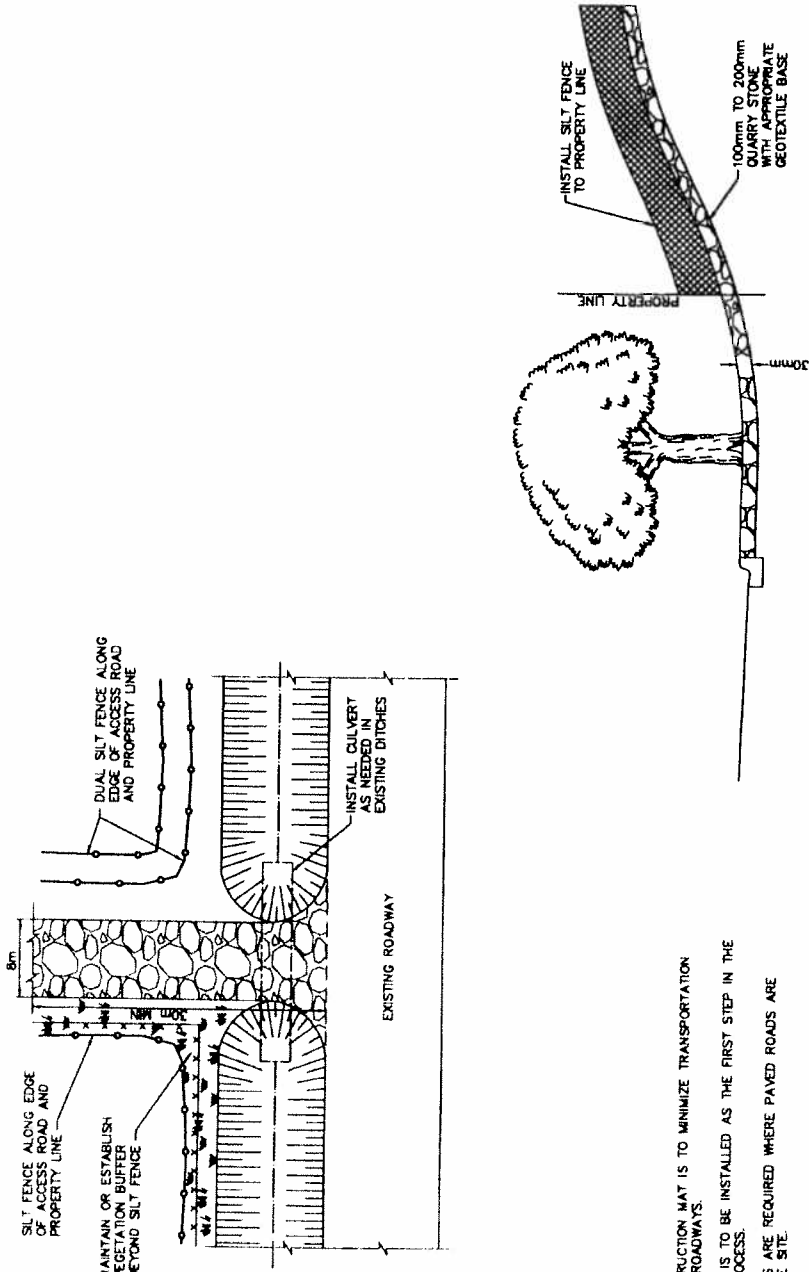 SILT FENCE ALONG EDGE
OF ACCESS ROAD AND
PROPERTY LINE
MAINTAIN OR ESTABLISH
VEGETATION BUFFER
BEYOND SILT FENCE
8m
30m MIN
DUAL SILT FENCE ALONG
EDGE OF ACCESS ROAD
AND PROPERTY LINE
INSTALL CULVERT
AS NEEDED IN
EXISTING DITCHES
EXISTING ROADWAY
INSTALL SILT FENCE
TO PROPERTY LINE
PROPERTY LINE
30mm
100mm TO 200mm
QUARRY STONE
WITH APPROPRIATE
GEOTEXTILE BASE
MAT IS TO MINIMIZE TRANSPORTATION
ROADWAYS.
IS TO BE INSTALLED AS THE FIRST STEP IN THE
ARE REQUIRED WHERE PAVED ROADS ARE
SITE.